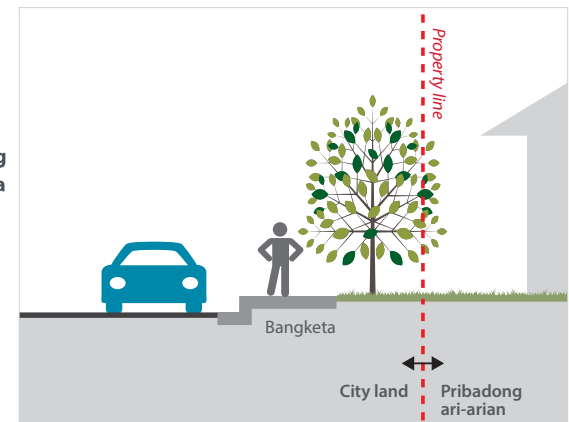 Property line
Bangketa
City land
Pribadong
ari-arian